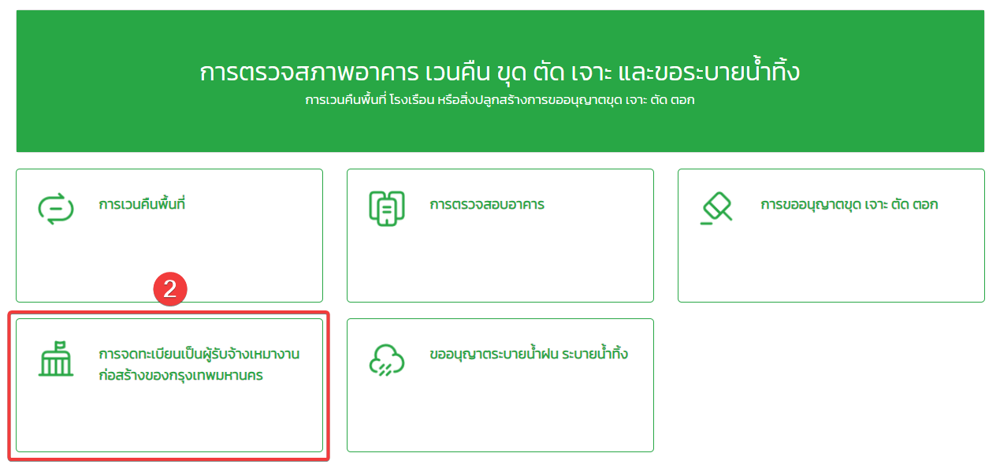 การตรวจสภาพอาคาร เวนคืน ขุด ตัด เจาะ และขอระบายน้ำทิ้ง
การเวนคืนพื้นที่ โรงเรือน หรือสิ่งปลูกสร้างการขออนุญาตขุด เจาะ ตัด ตอก
การเวนคืนพื้นที่
การตรวจสอบอาคาร
การขออนุญาตขุด เจาะ ตัด ตอก
2
การจดทะเบียนเป็นผู้รับจ้างเหมางาน
ก่อสร้างของกรุงเทพมหานคร
ขออนุญาตระบายน้ำฝน ระบายน้ำทิ้ง